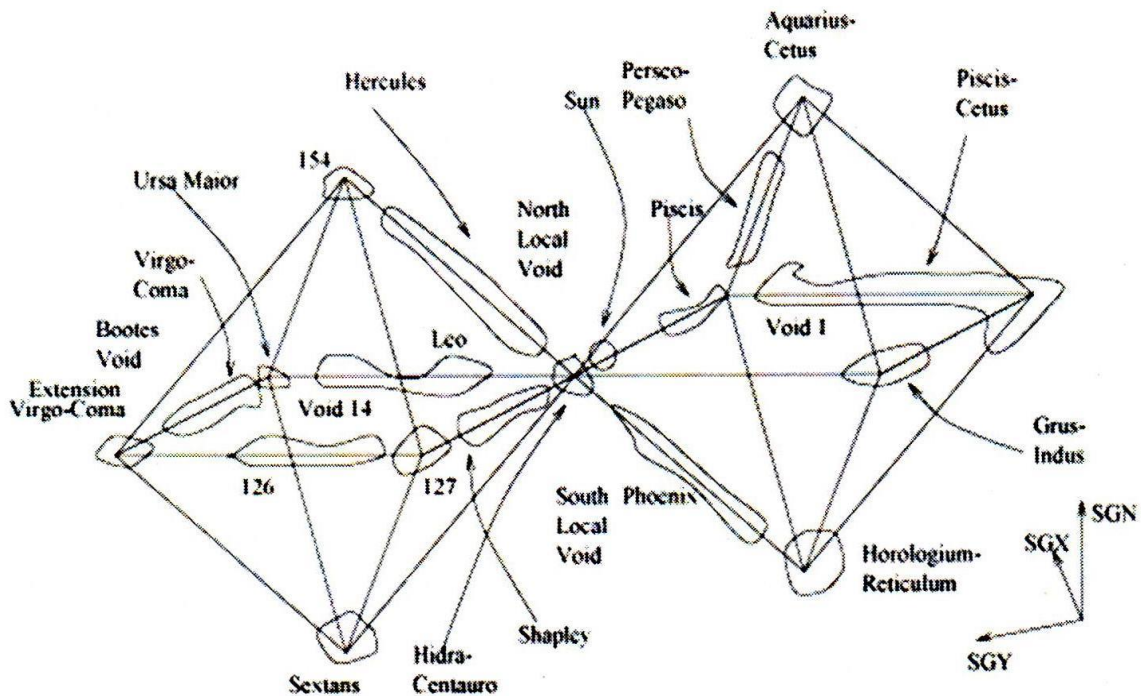 Aquarius-
Cetus
Hercules
Sun
Perseo-
Pegaso
Piscis-
Cetus
154
Ursa Maior
North
Local
Void
Piscis
Virgo-
Coma
Bootes
Void
Leo
Void 1
Extension
Virgo-Coma
Void 14
126
127
Grus-
Indus
South
Local
Void
Phoenix
SGN
SGX
Horologium-
Reticulum
Shapley
SGY
Hidra-
Centauro
Sextans